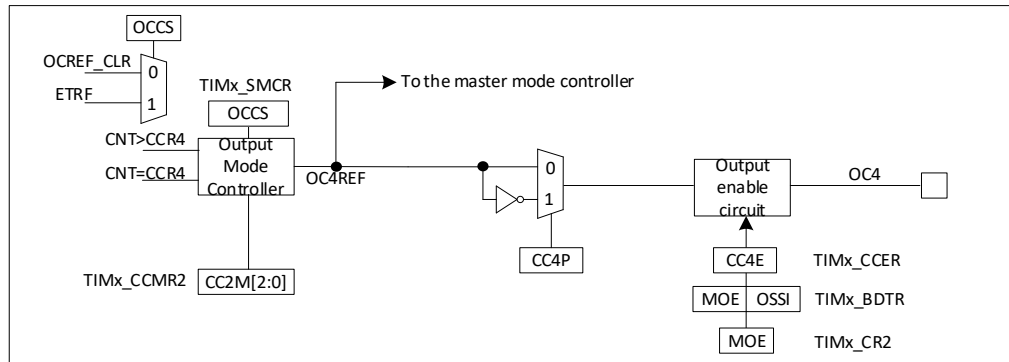 OCCS
OCREF_CLR
0
ETRF
1
To the master mode controller
TIMx_SMCR
OCCS
CNT>CCR4
CNT=CCR4
Output
Mode
Controller
OC4REF
0
1
Output
enable
circuit
OC4
CC4P
CC4E
TIMx_CCER
TIMx_CCMR2
CC2M[2:0]
MOE
OSSI
TIMx_BDTR
MOE
TIMx_CR2